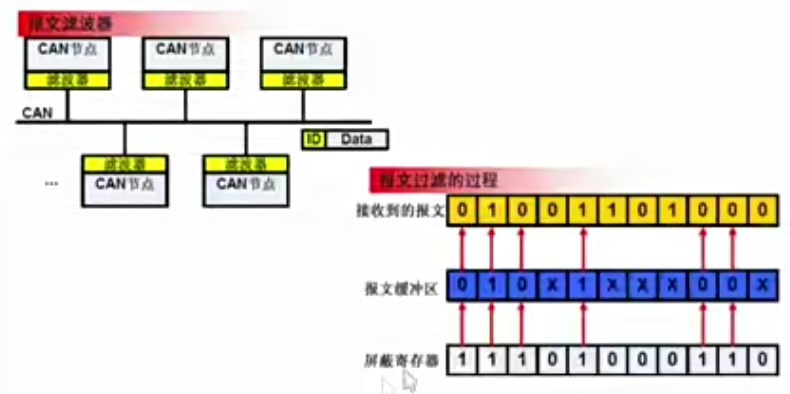 报文滤波器
CAN节点 CAN节点 CAN节点
滤波器 滤波器 滤波器
CAN
ID Data
滤波器 滤波器
... CAN节点 CAN节点
报文过滤的过程
接收到的报文 0 1 0 0 1 1 0 1 0 0 0
报文缓冲区 0 1 0 X 1 X X X 0 0 X
屏蔽寄存器 1 1 1 0 1 0 0 0 1 1 0